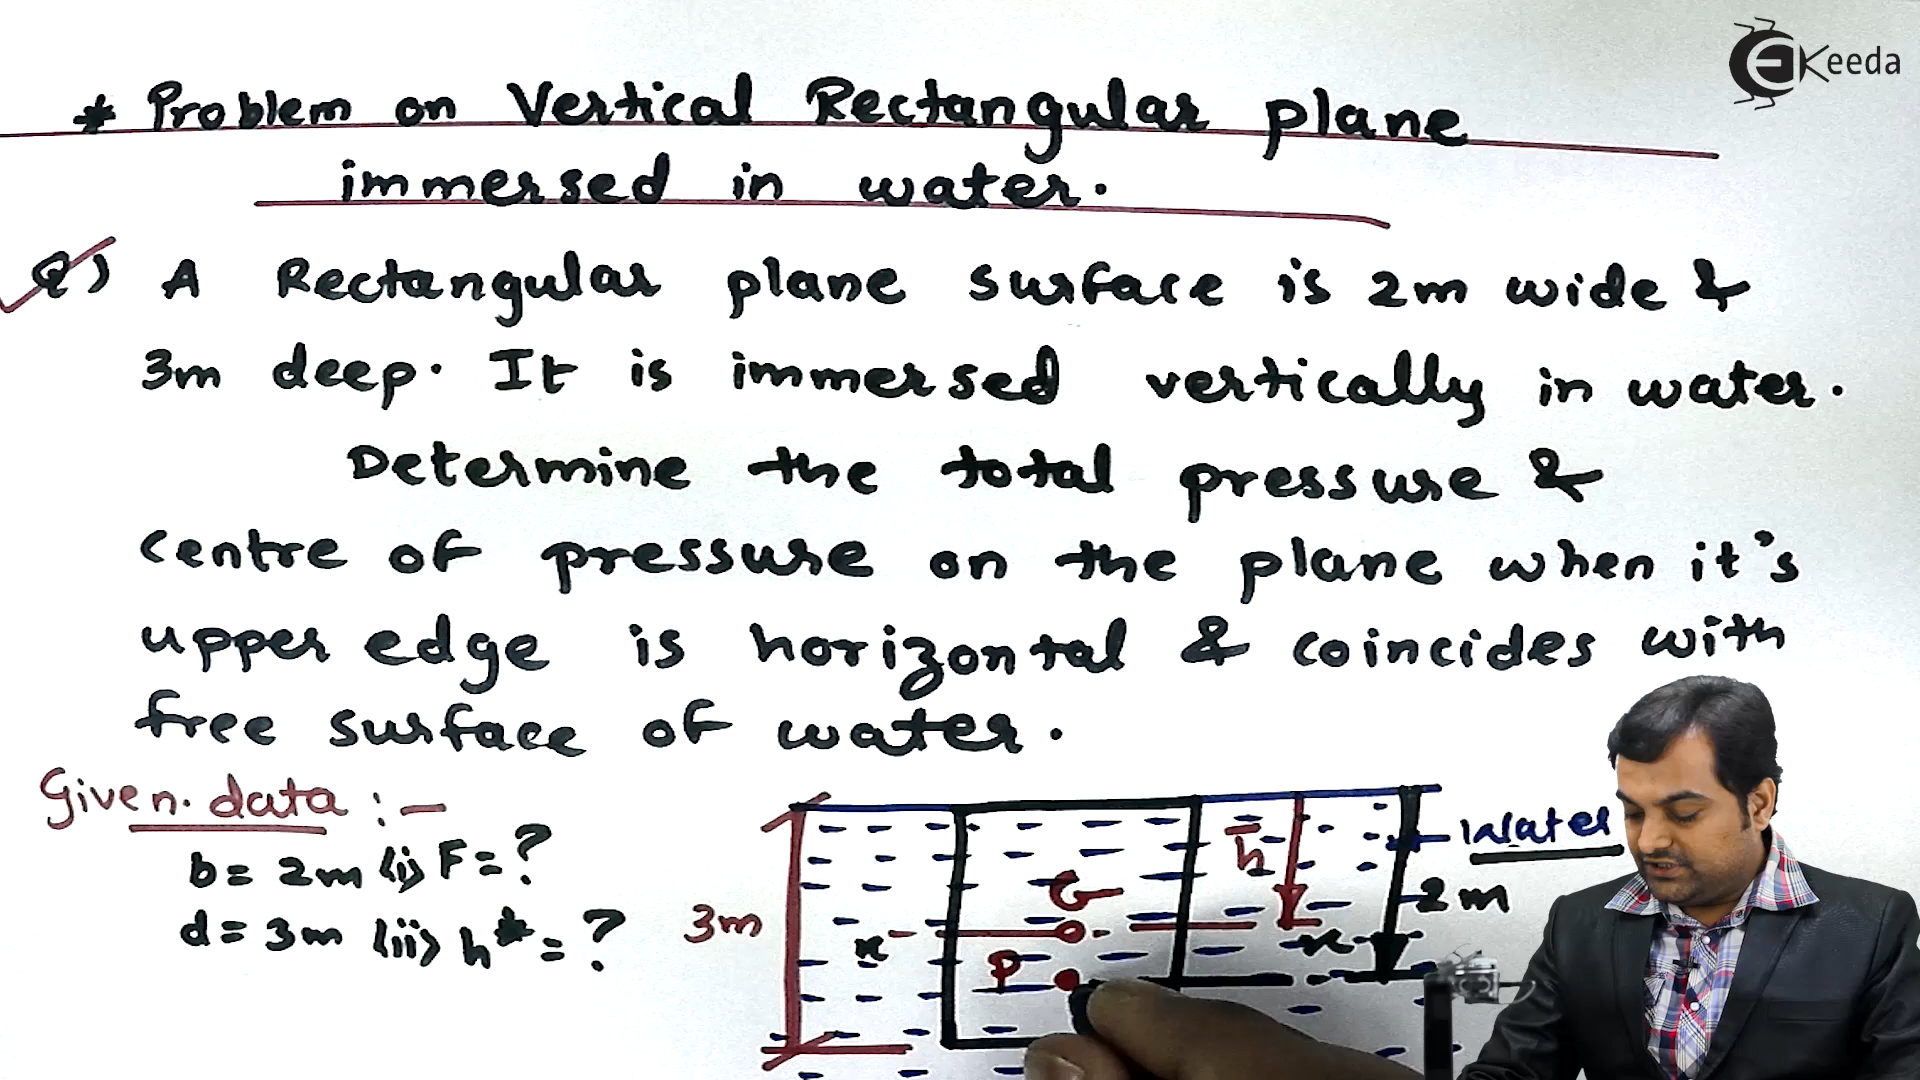 * Problem on Vertical Rectangular plane
immersed in water.
Q) A Rectangular plane surface is 2m wide &
3m deep. It is immersed vertically in water.
Determine the total pressure &
centre of pressure on the plane when it's
upper edge is horizontal & coincides with
free surface of water.
Given data :-
b = 2m (i) F = ?
d = 3m (ii) h* = ?
3m
x
G
P
h̄
x
2m
Water
Keeda